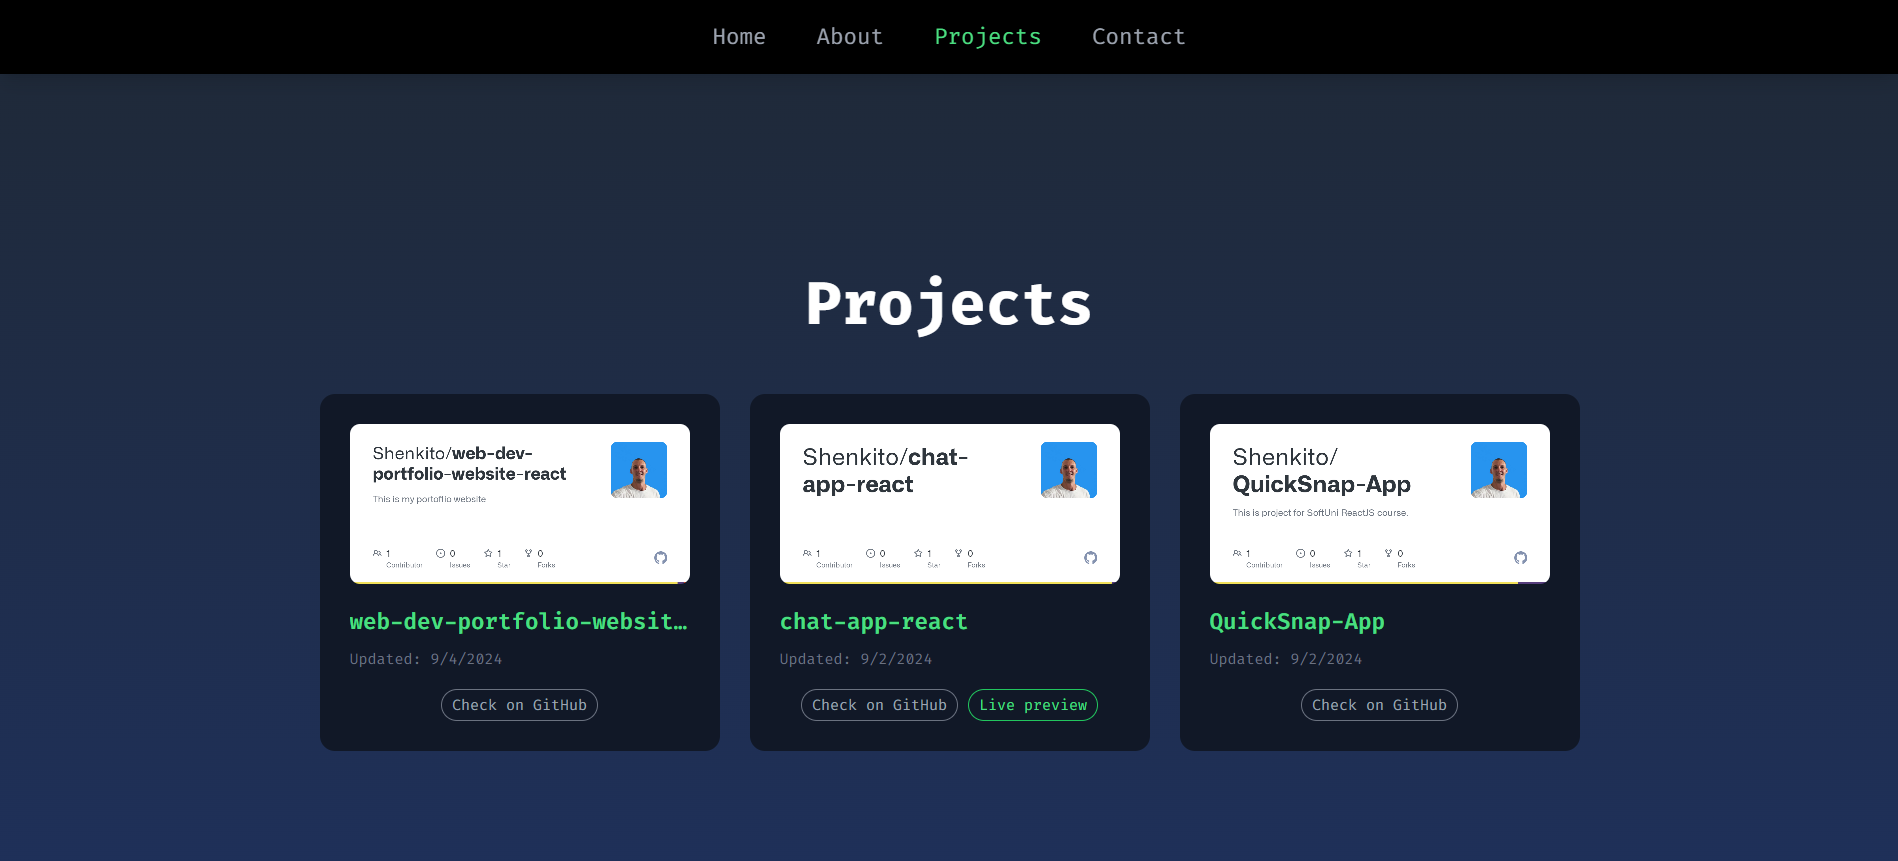 Home About Projects Contact
Projects
Shenkito/web-dev-
portfolio-website-react
This is my portoflio website
1 Contributor 0 Issues 1 Star 0 Forks
web-dev-portfolio-websit…
Updated: 9/4/2024
Check on GitHub
Shenkito/chat-
app-react
1 Contributor 0 Issues 1 Star 0 Forks
chat-app-react
Updated: 9/2/2024
Check on GitHub Live preview
Shenkito/
QuickSnap-App
This is project for SoftUni ReactJS course.
1 Contributor 0 Issues 1 Star 0 Forks
QuickSnap-App
Updated: 9/2/2024
Check on GitHub